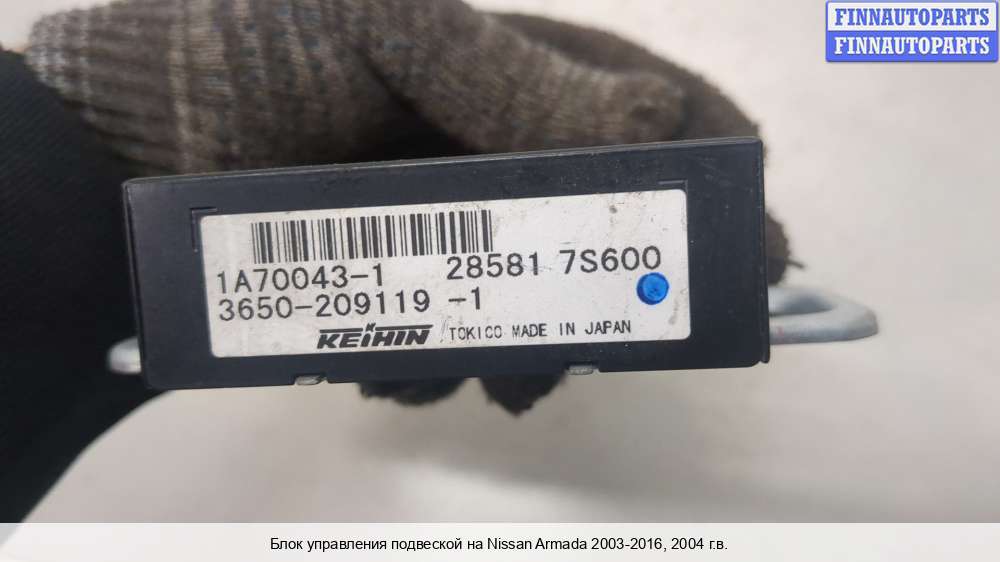 FINNAUTOPARTS
FINNAUTOPARTS
1A70043-1 28581 7S600
3650-209119 -1
KEIHIN TOKICO MADE IN JAPAN
Блок управления подвеской на Nissan Armada 2003-2016, 2004 г.в.